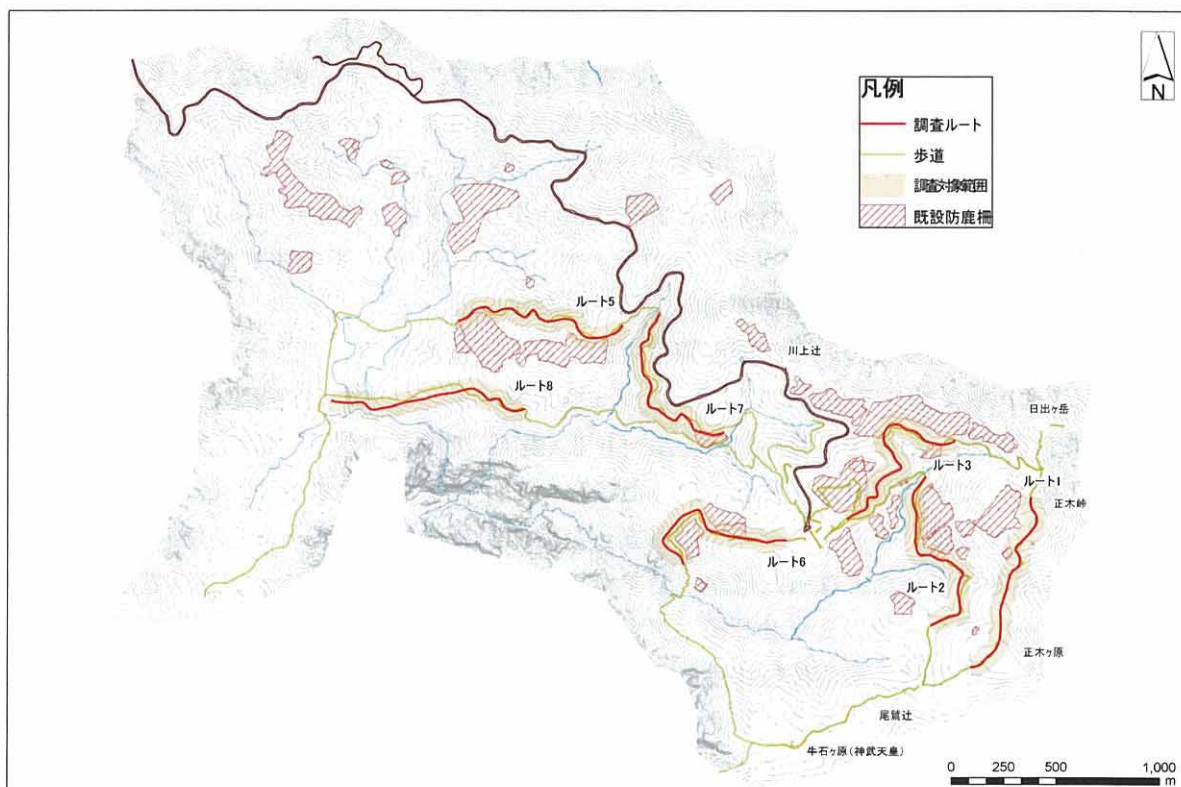 N
凡例
調査ルート
歩道
調査対象範囲
既設防鹿柵
ルート5
川上辻
ルート8
ルート7
日出ヶ岳
ルート3
ルート1
正木峠
ルート6
ルート2
正木ヶ原
尾鷲辻
牛石ヶ原(神武天皇)
0 250 500 1,000
m